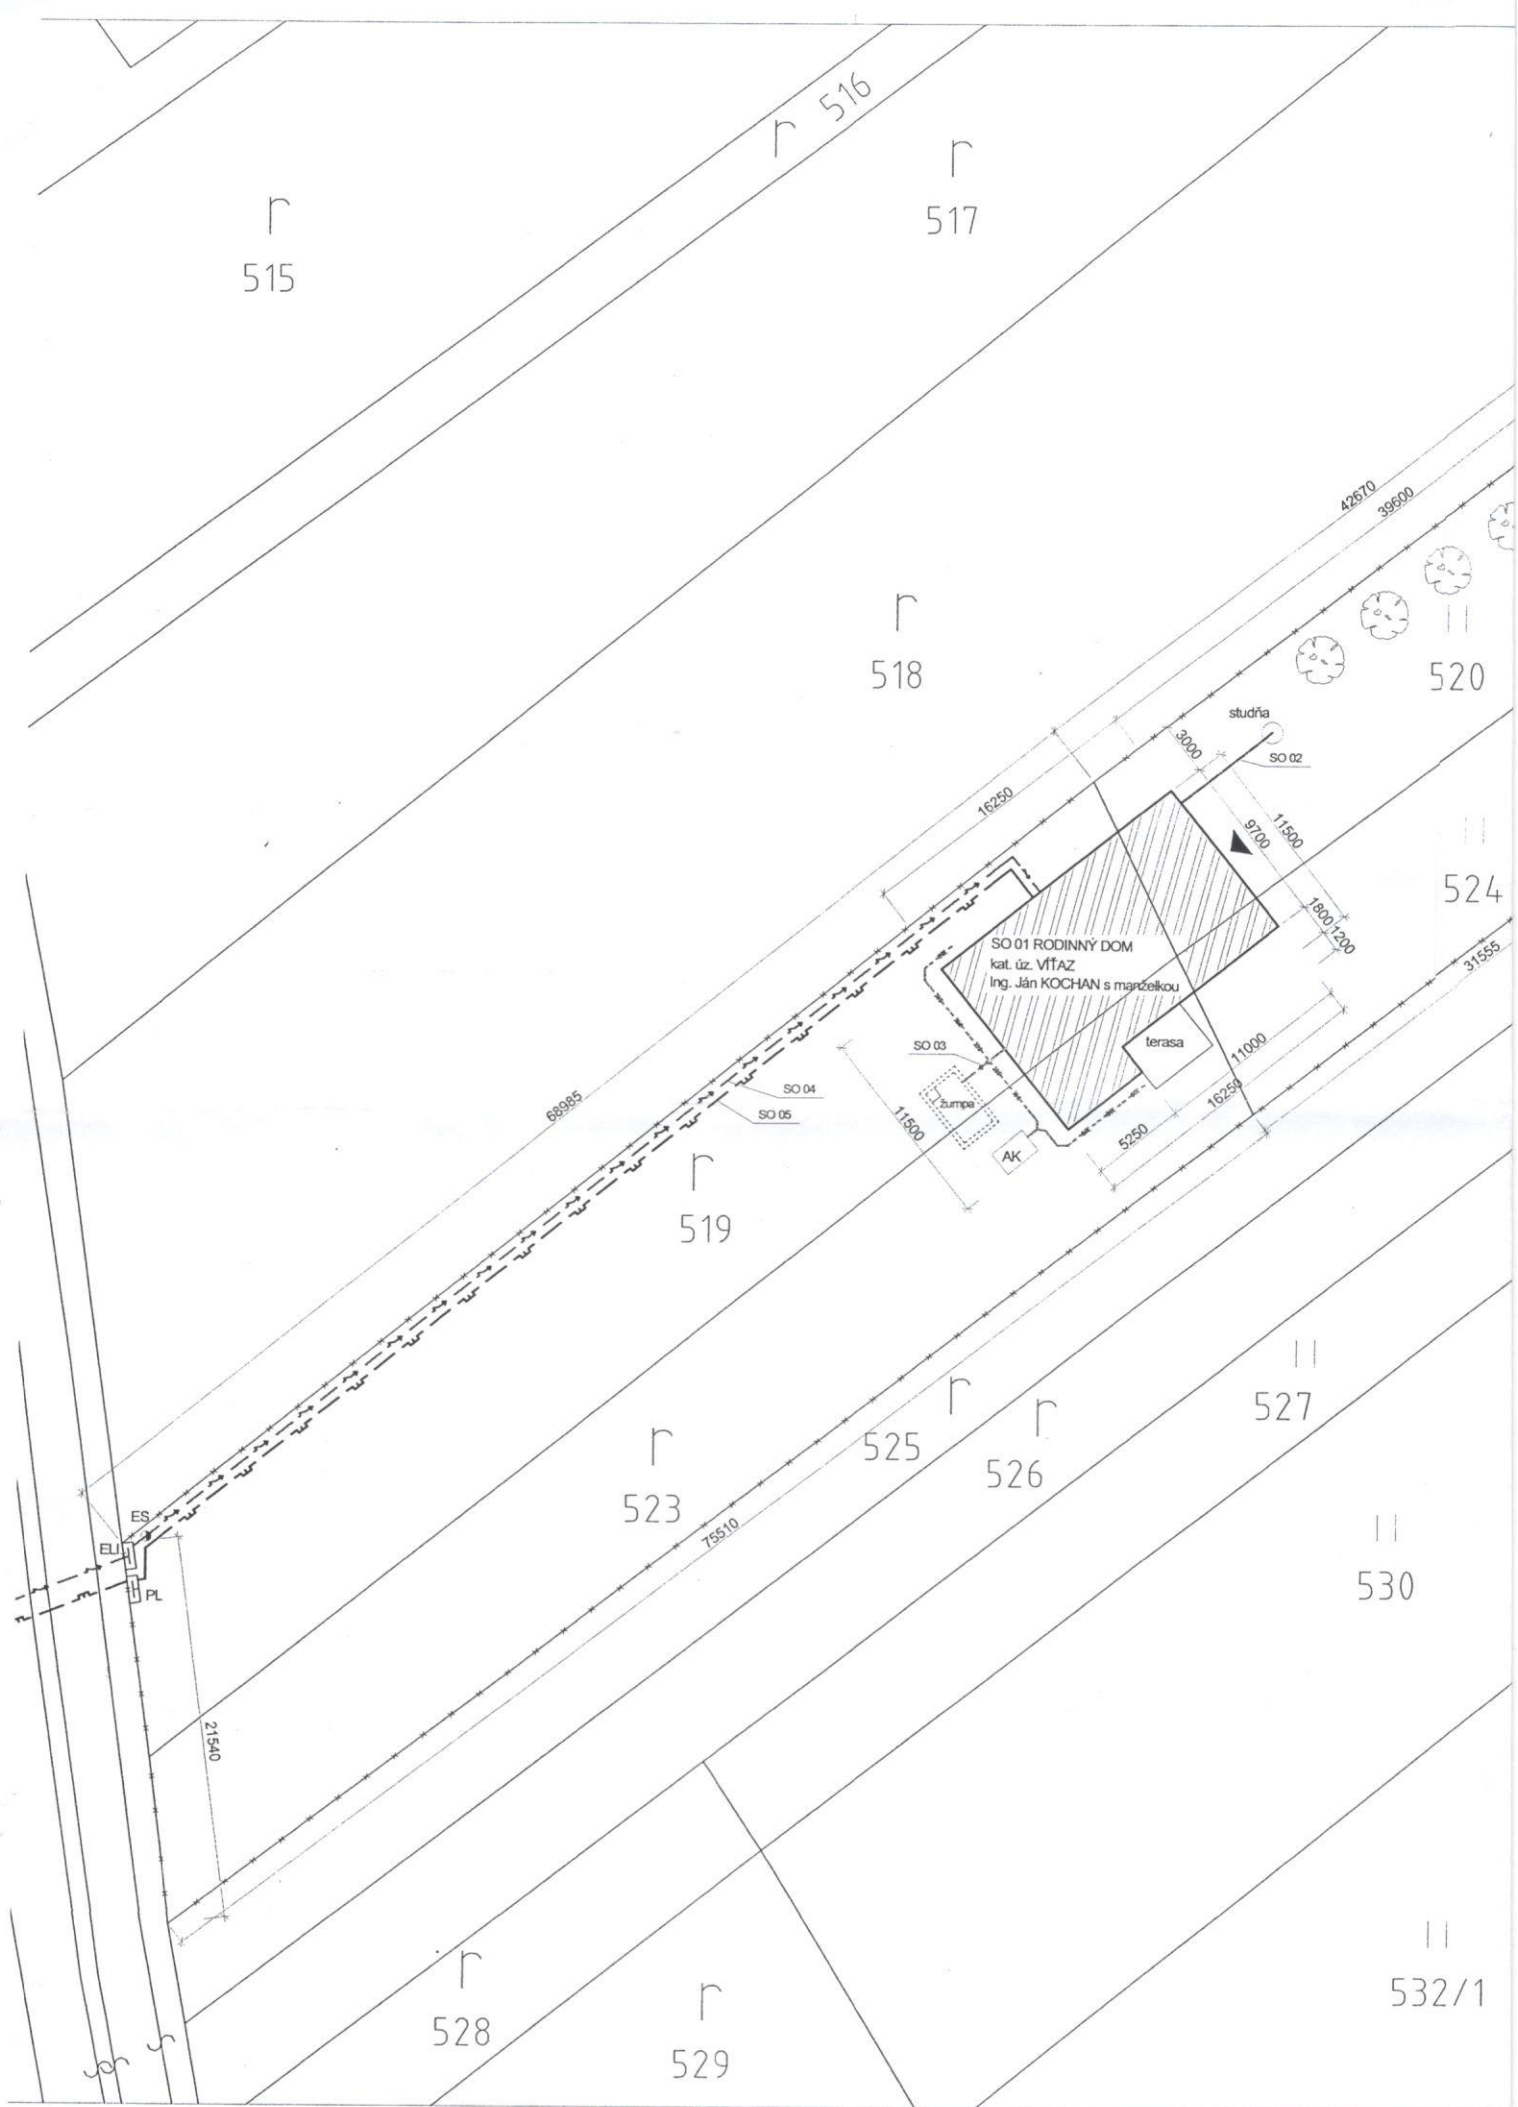 r 516
r
517
r
515
42670
39600
r
518
520
studňa
3000
SO 02
16250
9700
11500
524
1800
1200
SO 01 RODINNÝ DOM
kat. úz. VÍŤAZ
Ing. Ján KOCHAN s manželkou
31555
terasa
SO 03
11000
16250
5250
žumpa
AK
11500
68985
SO 04
SO 05
r
519
527
r
525
r
526
r
523
75510
ES
ELI
PL
530
21540
r
528
r
529
532/1